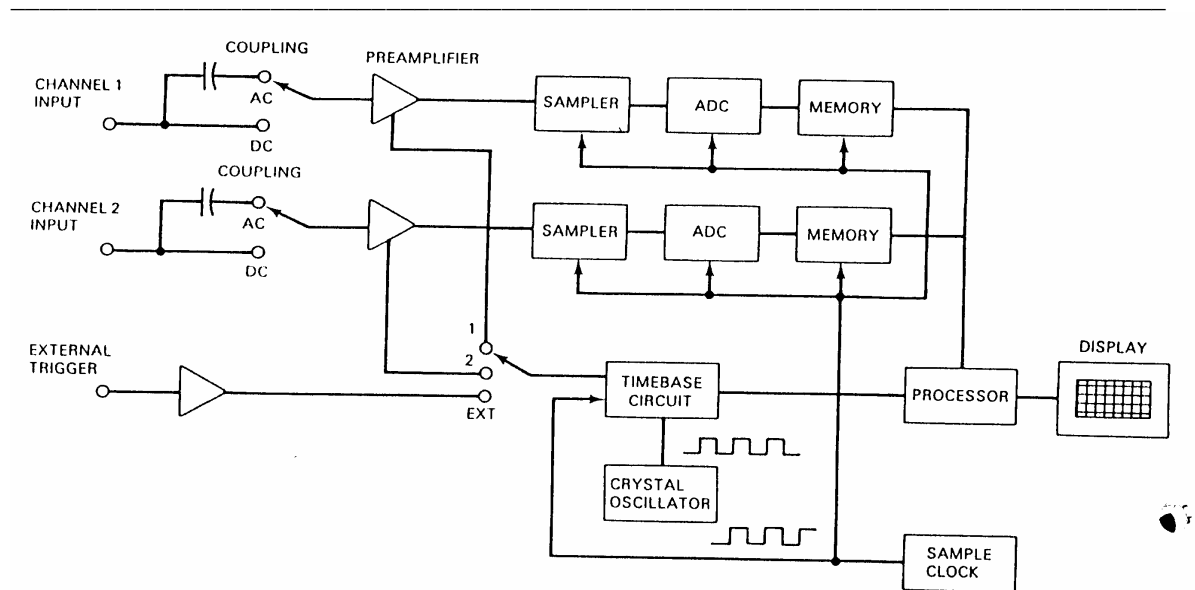 COUPLING
PREAMPLIFIER
CHANNEL 1
INPUT
AC
DC
SAMPLER
ADC
MEMORY
COUPLING
CHANNEL 2
INPUT
AC
DC
SAMPLER
ADC
MEMORY
EXTERNAL
TRIGGER
1
2
EXT
TIMEBASE
CIRCUIT
PROCESSOR
DISPLAY
CRYSTAL
OSCILLATOR
SAMPLE
CLOCK